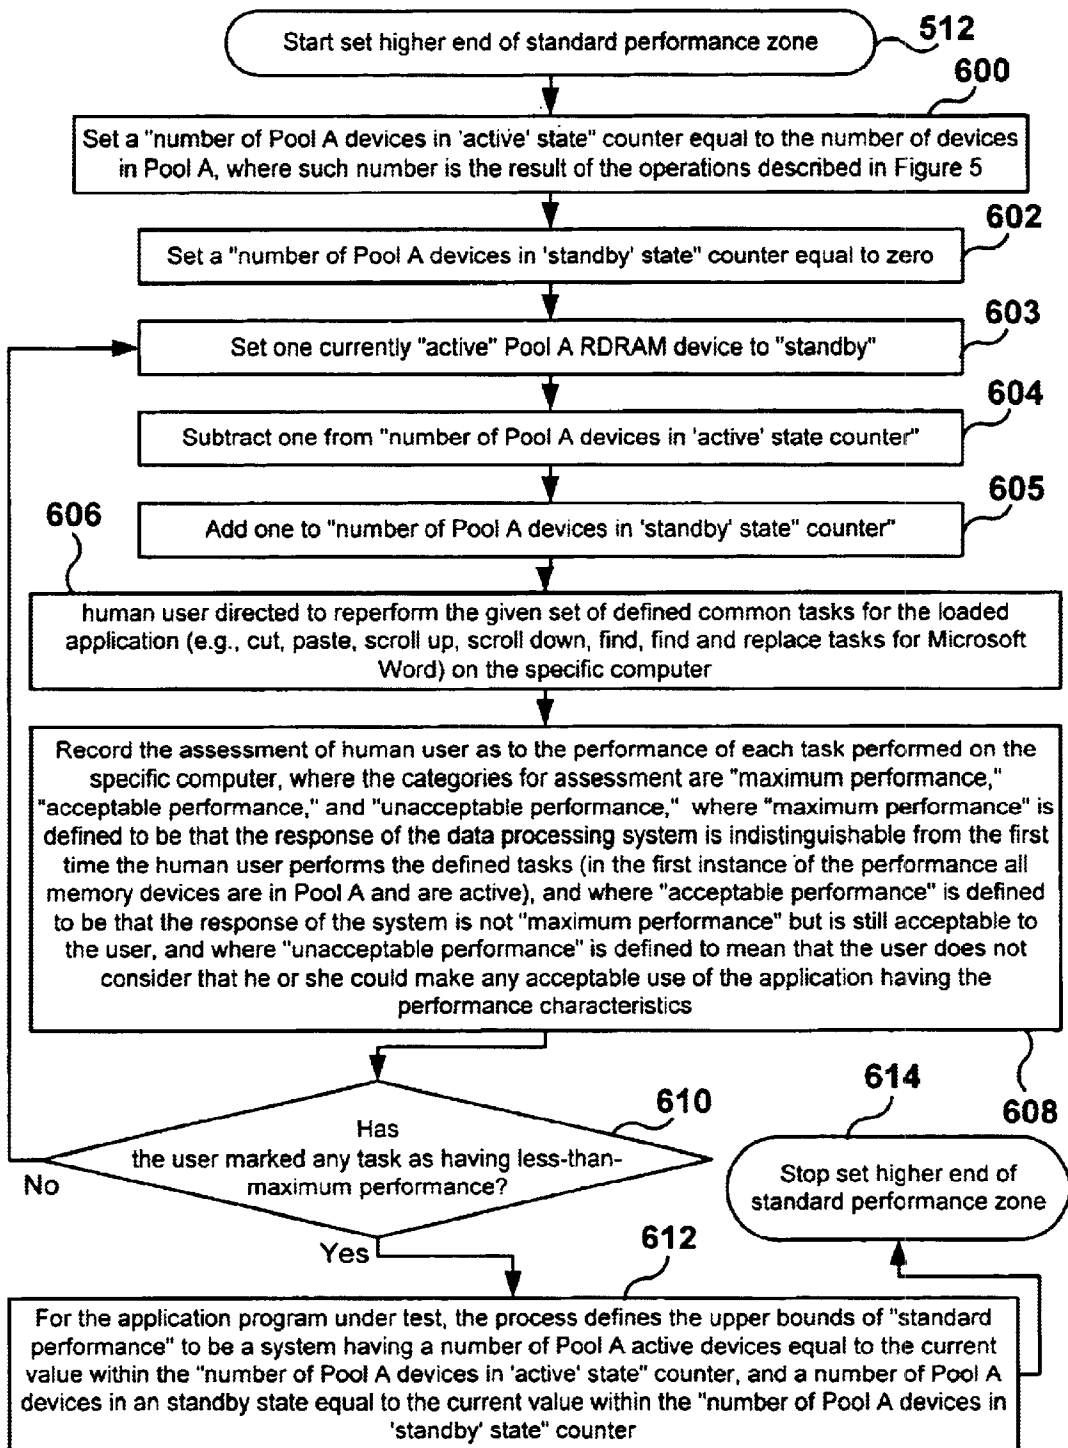 Start set higher end of standard performance zone
512
600
Set a "number of Pool A devices in 'active' state" counter equal to the number of devices
in Pool A, where such number is the result of the operations described in Figure 5
602
Set a "number of Pool A devices in 'standby' state" counter equal to zero
603
Set one currently "active" Pool A RDRAM device to "standby"
604
Subtract one from "number of Pool A devices in 'active' state counter"
605
606
Add one to "number of Pool A devices in 'standby' state" counter"
human user directed to reperform the given set of defined common tasks for the loaded
application (e.g., cut, paste, scroll up, scroll down, find, find and replace tasks for Microsoft
Word) on the specific computer
Record the assessment of human user as to the performance of each task performed on the
specific computer, where the categories for assessment are "maximum performance,"
"acceptable performance," and "unacceptable performance," where "maximum performance" is
defined to be that the response of the data processing system is indistinguishable from the first
time the human user performs the defined tasks (in the first instance of the performance all
memory devices are in Pool A and are active), and where "acceptable performance" is defined
to be that the response of the system is not "maximum performance" but is still acceptable to
the user, and where "unacceptable performance" is defined to mean that the user does not
consider that he or she could make any acceptable use of the application having the
performance characteristics
608
610
614
Has
the user marked any task as having less-than-
maximum performance?
No
Yes
Stop set higher end of
standard performance zone
612
For the application program under test, the process defines the upper bounds of "standard
performance" to be a system having a number of Pool A active devices equal to the current
value within the "number of Pool A devices in 'active' state" counter, and a number of Pool A
devices in an standby state equal to the current value within the "number of Pool A devices in
'standby' state" counter